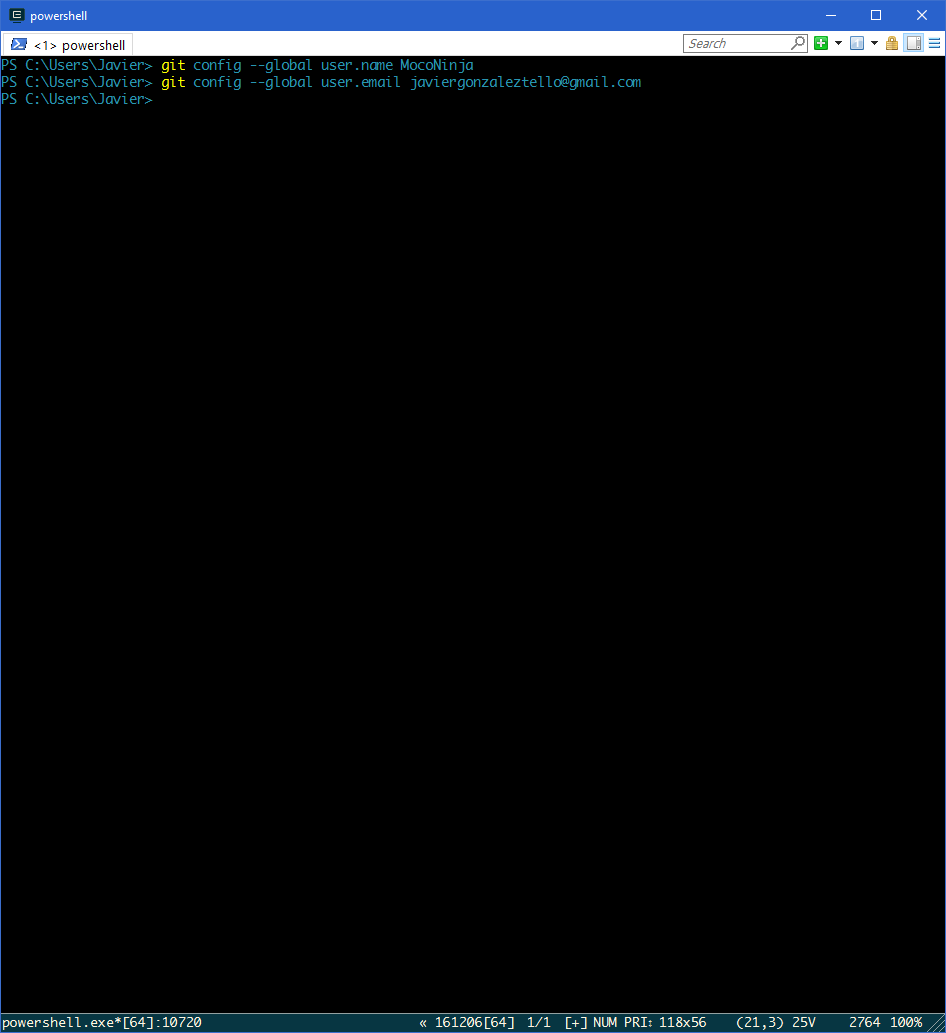 powershell
<1> powershell
Search
PS C:\Users\Javier> git config --global user.name MocoNinja
PS C:\Users\Javier> git config --global user.email javiergonzaleztello@gmail.com
PS C:\Users\Javier>
powershell.exe*[64]:10720 « 161206[64] 1/1 [+] NUM PRI↕ 118x56 (21,3) 25V 2764 100%